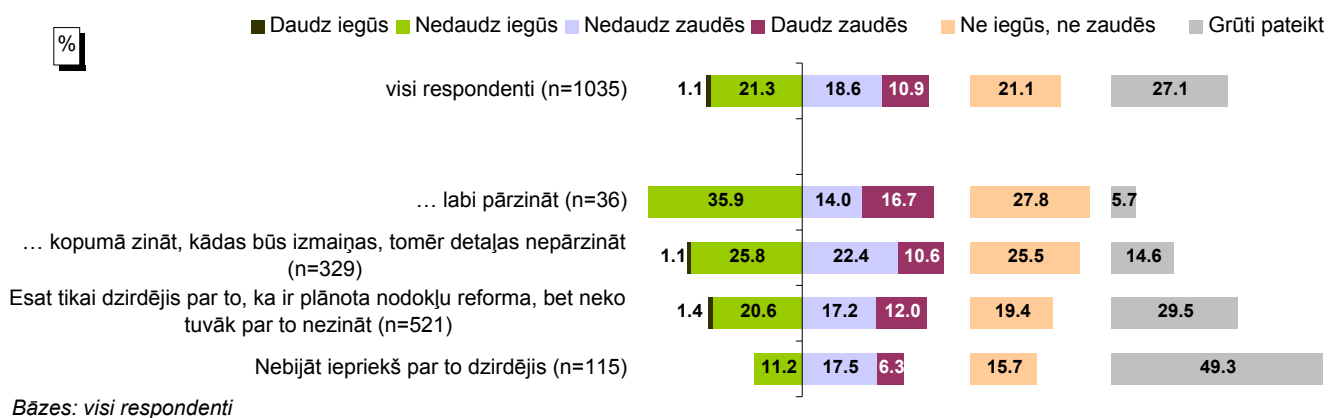 Daudz iegūs Nedaudz iegūs Nedaudz zaudēs Daudz zaudēs Ne iegūs, ne zaudēs Grūti pateikt
%
visi respondenti (n=1035) 1.1 21.3 18.6 10.9 21.1 27.1
… labi pārzināt (n=36) 35.9 14.0 16.7 27.8 5.7
… kopumā zināt, kādas būs izmaiņas, tomēr detaļas nepārzināt
(n=329) 1.1 25.8 22.4 10.6 25.5 14.6
Esat tikai dzirdējis par to, ka ir plānota nodokļu reforma, bet neko
tuvāk par to nezināt (n=521) 1.4 20.6 17.2 12.0 19.4 29.5
Nebijāt iepriekš par to dzirdējis (n=115) 11.2 17.5 6.3 15.7 49.3
Bāzes: visi respondenti